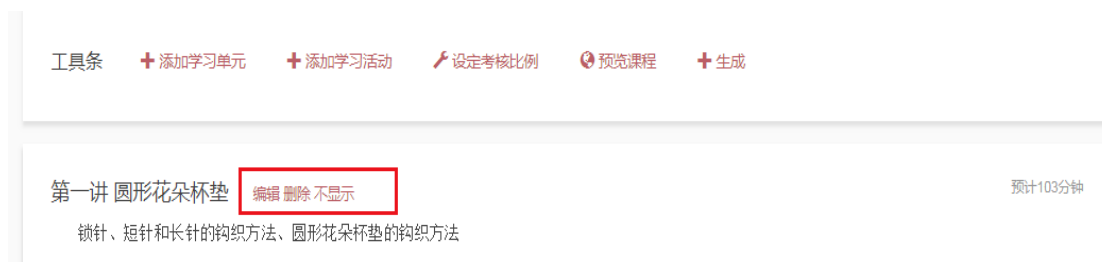 工具条 添加学习单元 添加学习活动 设定考核比例 预览课程 生成
第一讲 圆形花朵杯垫 编辑 删除 不显示 预计103分钟
锁针、短针和长针的钩织方法、圆形花朵杯垫的钩织方法